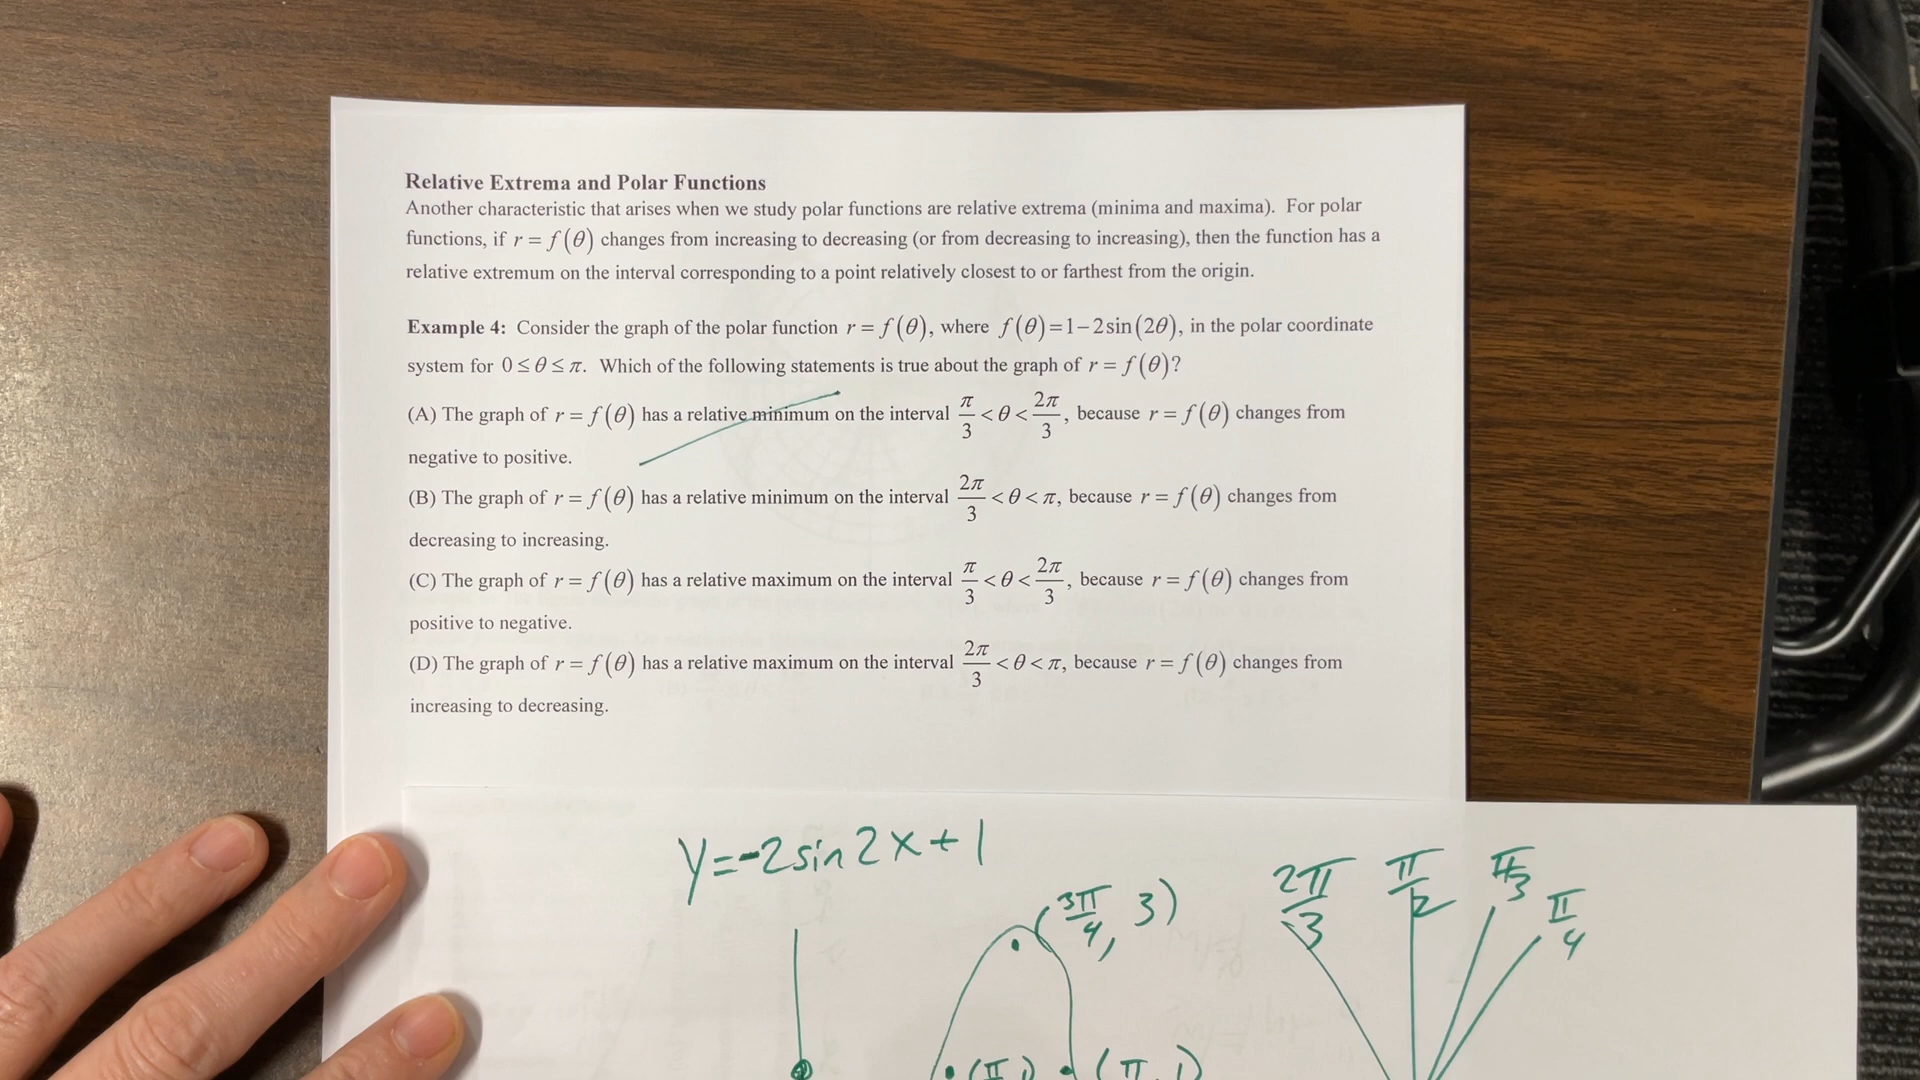 Relative Extrema and Polar Functions
Another characteristic that arises when we study polar functions are relative extrema (minima and maxima). For polar
functions, if r = f(θ) changes from increasing to decreasing (or from decreasing to increasing), then the function has a
relative extremum on the interval corresponding to a point relatively closest to or farthest from the origin.
Example 4: Consider the graph of the polar function r = f(θ), where f(θ)=1−2sin(2θ), in the polar coordinate
system for 0≤θ≤π. Which of the following statements is true about the graph of r = f(θ)?
(A) The graph of r = f(θ) has a relative minimum on the interval π/3 < θ < 2π/3, because r = f(θ) changes from
negative to positive.
(B) The graph of r = f(θ) has a relative minimum on the interval 2π/3 < θ < π, because r = f(θ) changes from
decreasing to increasing.
(C) The graph of r = f(θ) has a relative maximum on the interval π/3 < θ < 2π/3, because r = f(θ) changes from
positive to negative.
(D) The graph of r = f(θ) has a relative maximum on the interval 2π/3 < θ < π, because r = f(θ) changes from
increasing to decreasing.
y=-2sin2x+1
(3π/4, 3)
2π/3 π/2 π/3 π/4
(π, 1)